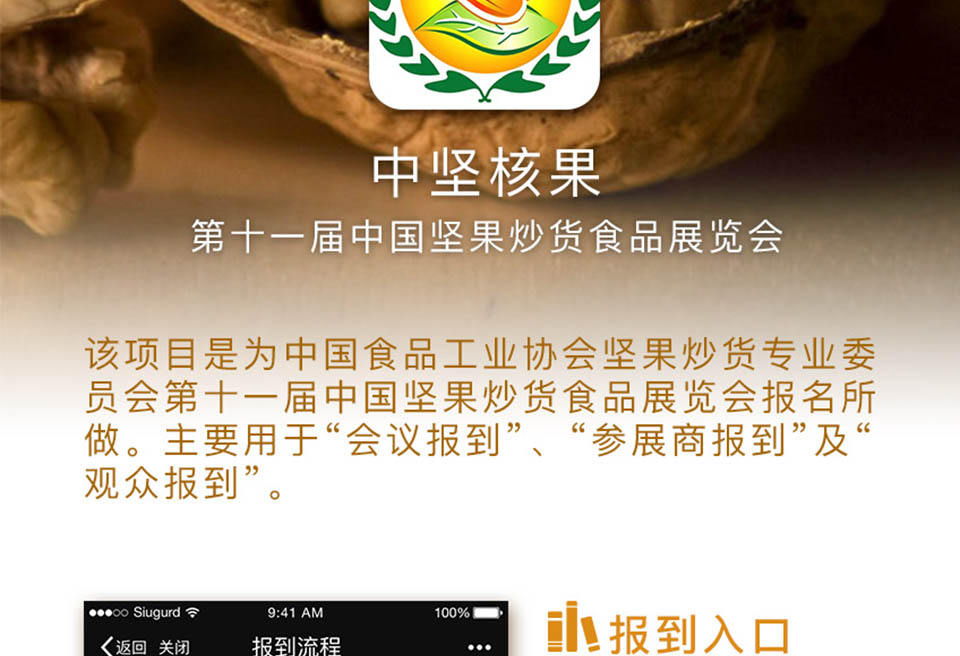 中坚核果
第十一届中国坚果炒货食品展览会
该项目是为中国食品工业协会坚果炒货专业委
员会第十一届中国坚果炒货食品展览会报名所
做。主要用于“会议报到”、“参展商报到”及“
观众报到”。
Siugurd 9:41 AM 100%
返回 关闭 报到流程
报到入口